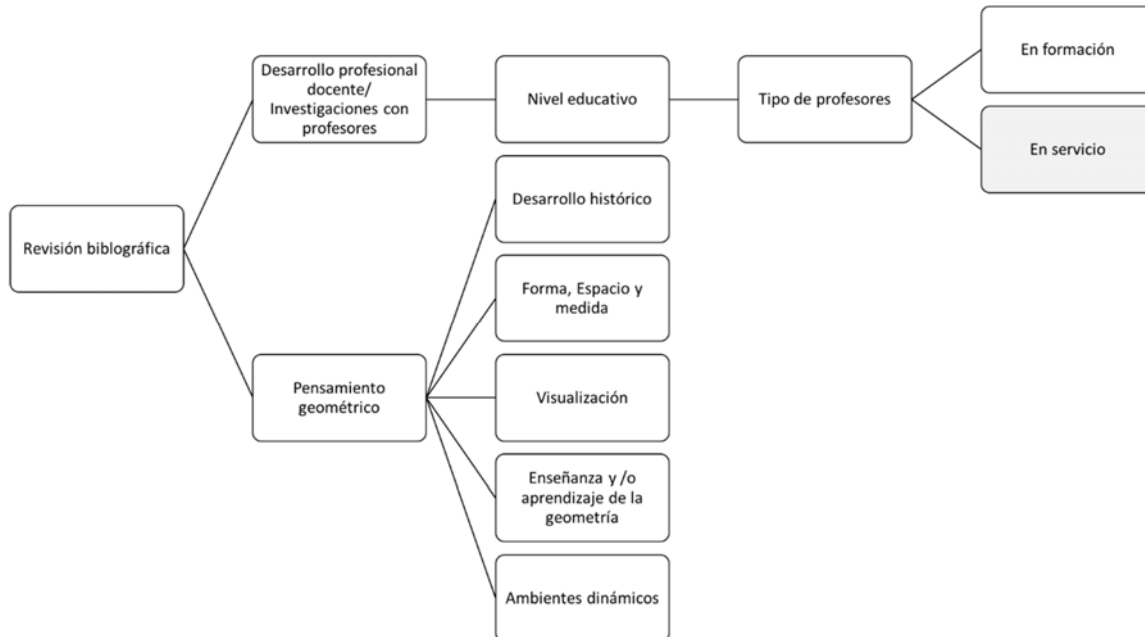 En formación
Desarrollo profesional
docente/
Investigaciones con
profesores
Nivel educativo
Tipo de profesores
En servicio
Desarrollo histórico
Revisión biblográfica
Forma, Espacio y
medida
Pensamiento
geométrico
Visualización
Enseñanza y /o
aprendizaje de la
geometría
Ambientes dinámicos